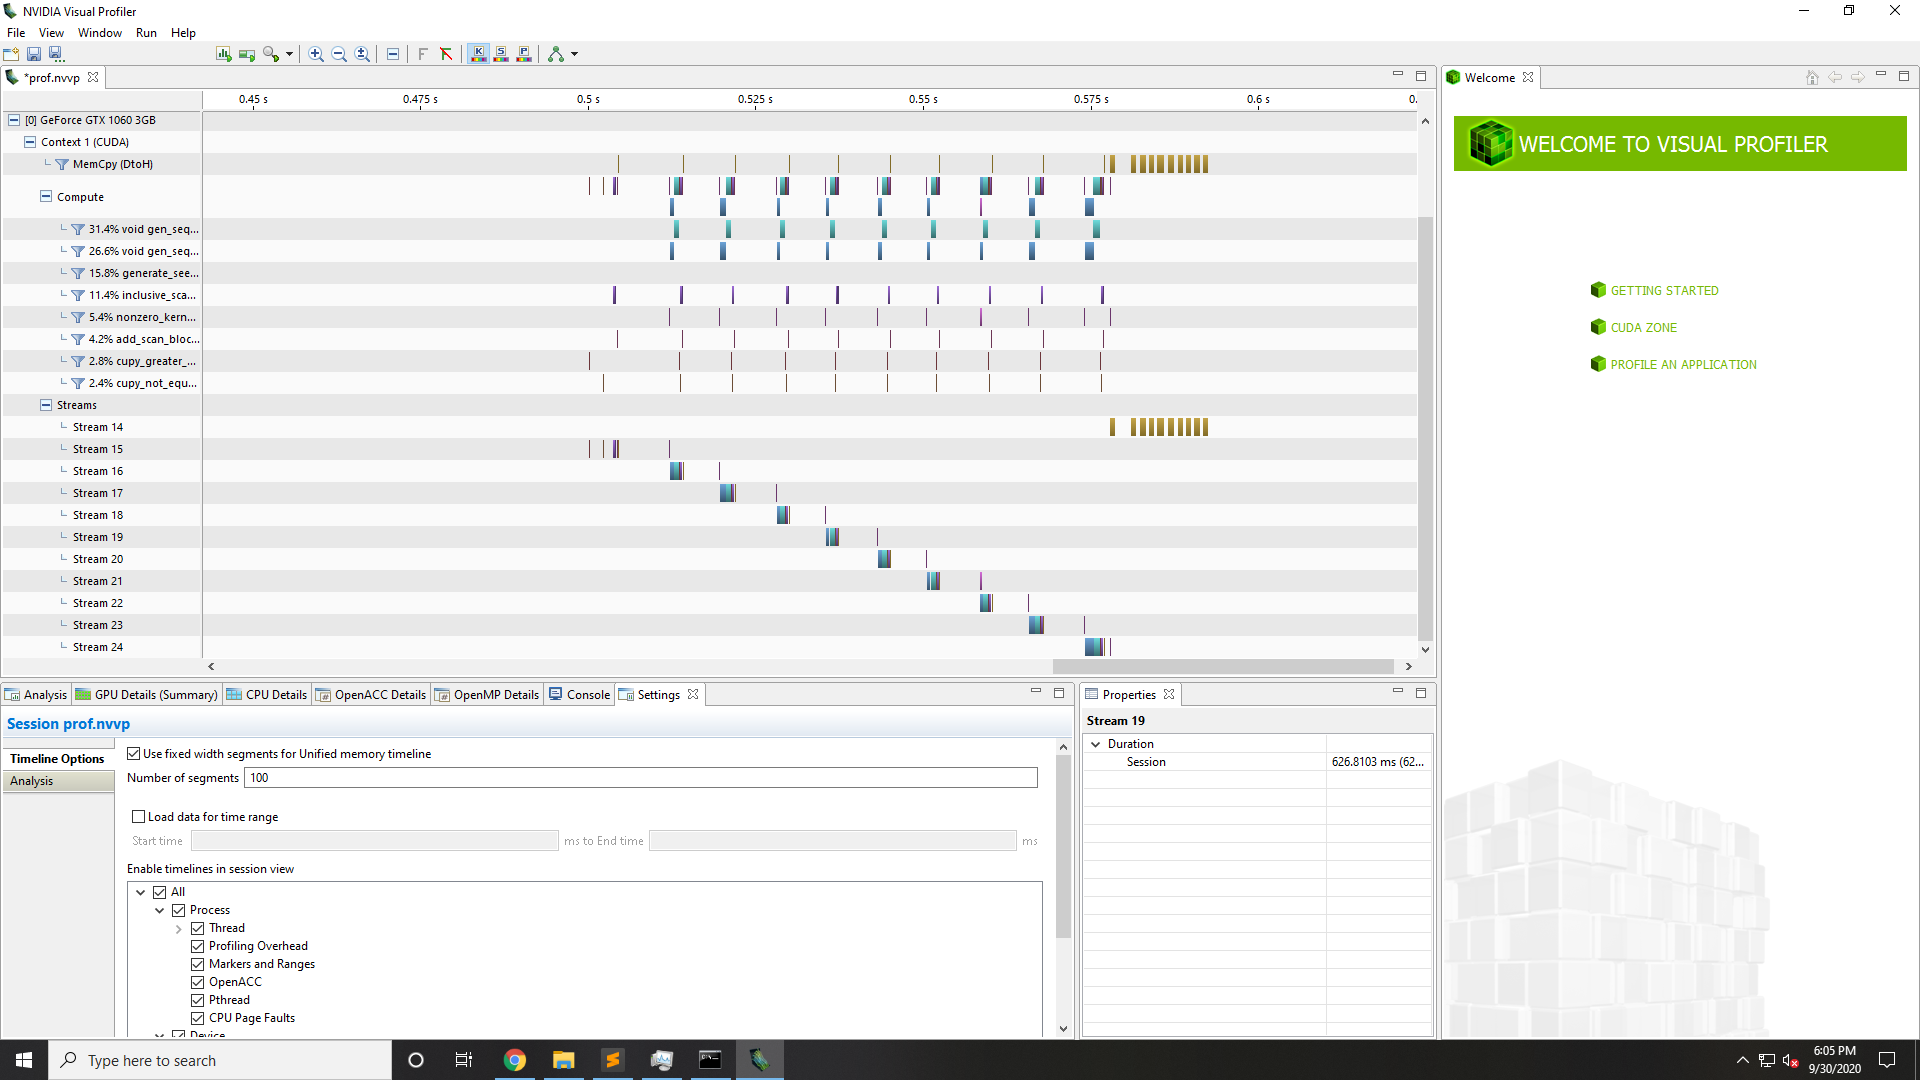 NVIDIA Visual Profiler
File View Window Run Help
*prof.nvvp
0.45 s 0.475 s 0.5 s 0.525 s 0.55 s 0.575 s 0.6 s 0.
[0] GeForce GTX 1060 3GB
Context 1 (CUDA)
MemCpy (DtoH)
Compute
31.4% void gen_seq...
26.6% void gen_seq...
15.8% generate_see...
11.4% inclusive_sca...
5.4% nonzero_kern...
4.2% add_scan_bloc...
2.8% cupy_greater_...
2.4% cupy_not_equ...
Streams
Stream 14
Stream 15
Stream 16
Stream 17
Stream 18
Stream 19
Stream 20
Stream 21
Stream 22
Stream 23
Stream 24
Welcome
WELCOME TO VISUAL PROFILER
GETTING STARTED
CUDA ZONE
PROFILE AN APPLICATION
Analysis GPU Details (Summary) CPU Details OpenACC Details OpenMP Details Console Settings
Session prof.nvvp
Timeline Options
Analysis
Use fixed width segments for Unified memory timeline
Number of segments 100
Load data for time range
Start time ms to End time ms
Enable timelines in session view
All
Process
Thread
Profiling Overhead
Markers and Ranges
OpenACC
Pthread
CPU Page Faults
Device
Properties
Stream 19
Duration
Session 626.8103 ms (62...
Type here to search
6:05 PM
9/30/2020